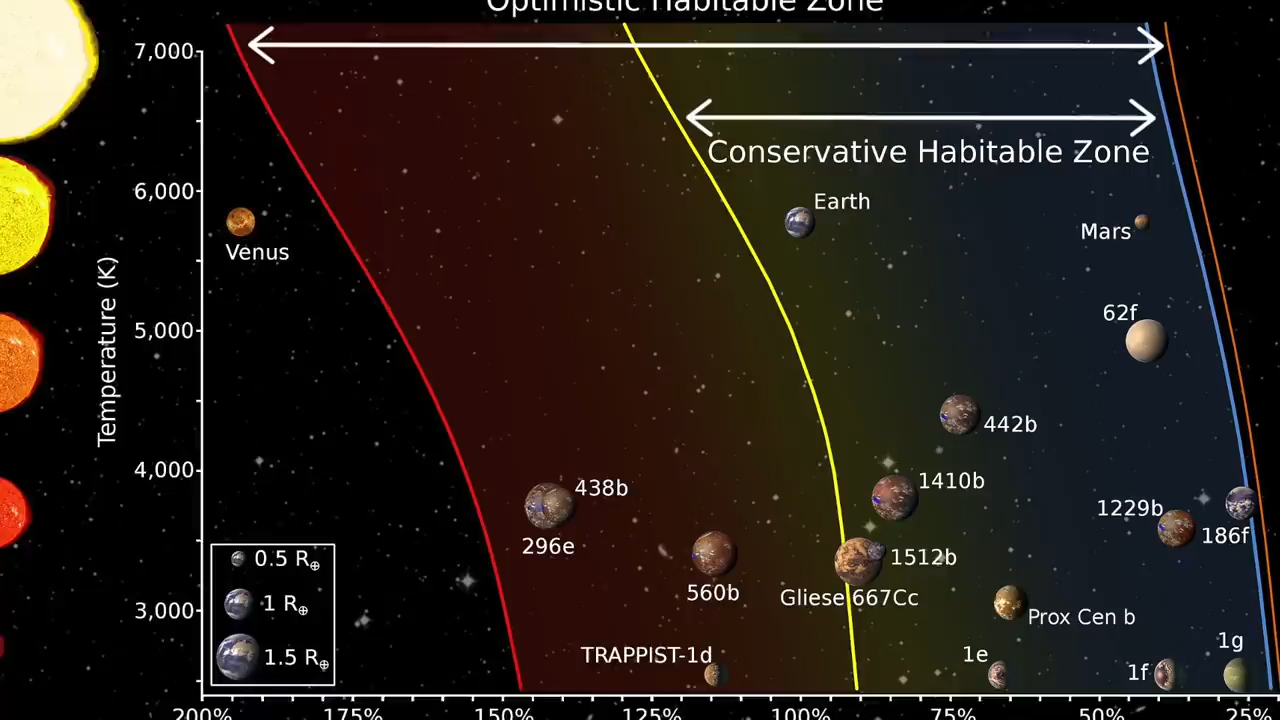 Optimistic Habitable Zone
7,000
Conservative Habitable Zone
6,000
Earth
Mars
Venus
Temperature (K)
62f
5,000
442b
4,000
438b
1410b
1229b
186f
296e
0.5 R⊕
1512b
560b
Gliese 667Cc
1 R⊕
3,000
Prox Cen b
1.5 R⊕
TRAPPIST-1d
1e
1f
1g
200% 175% 150% 125% 100% 75% 50% 25%